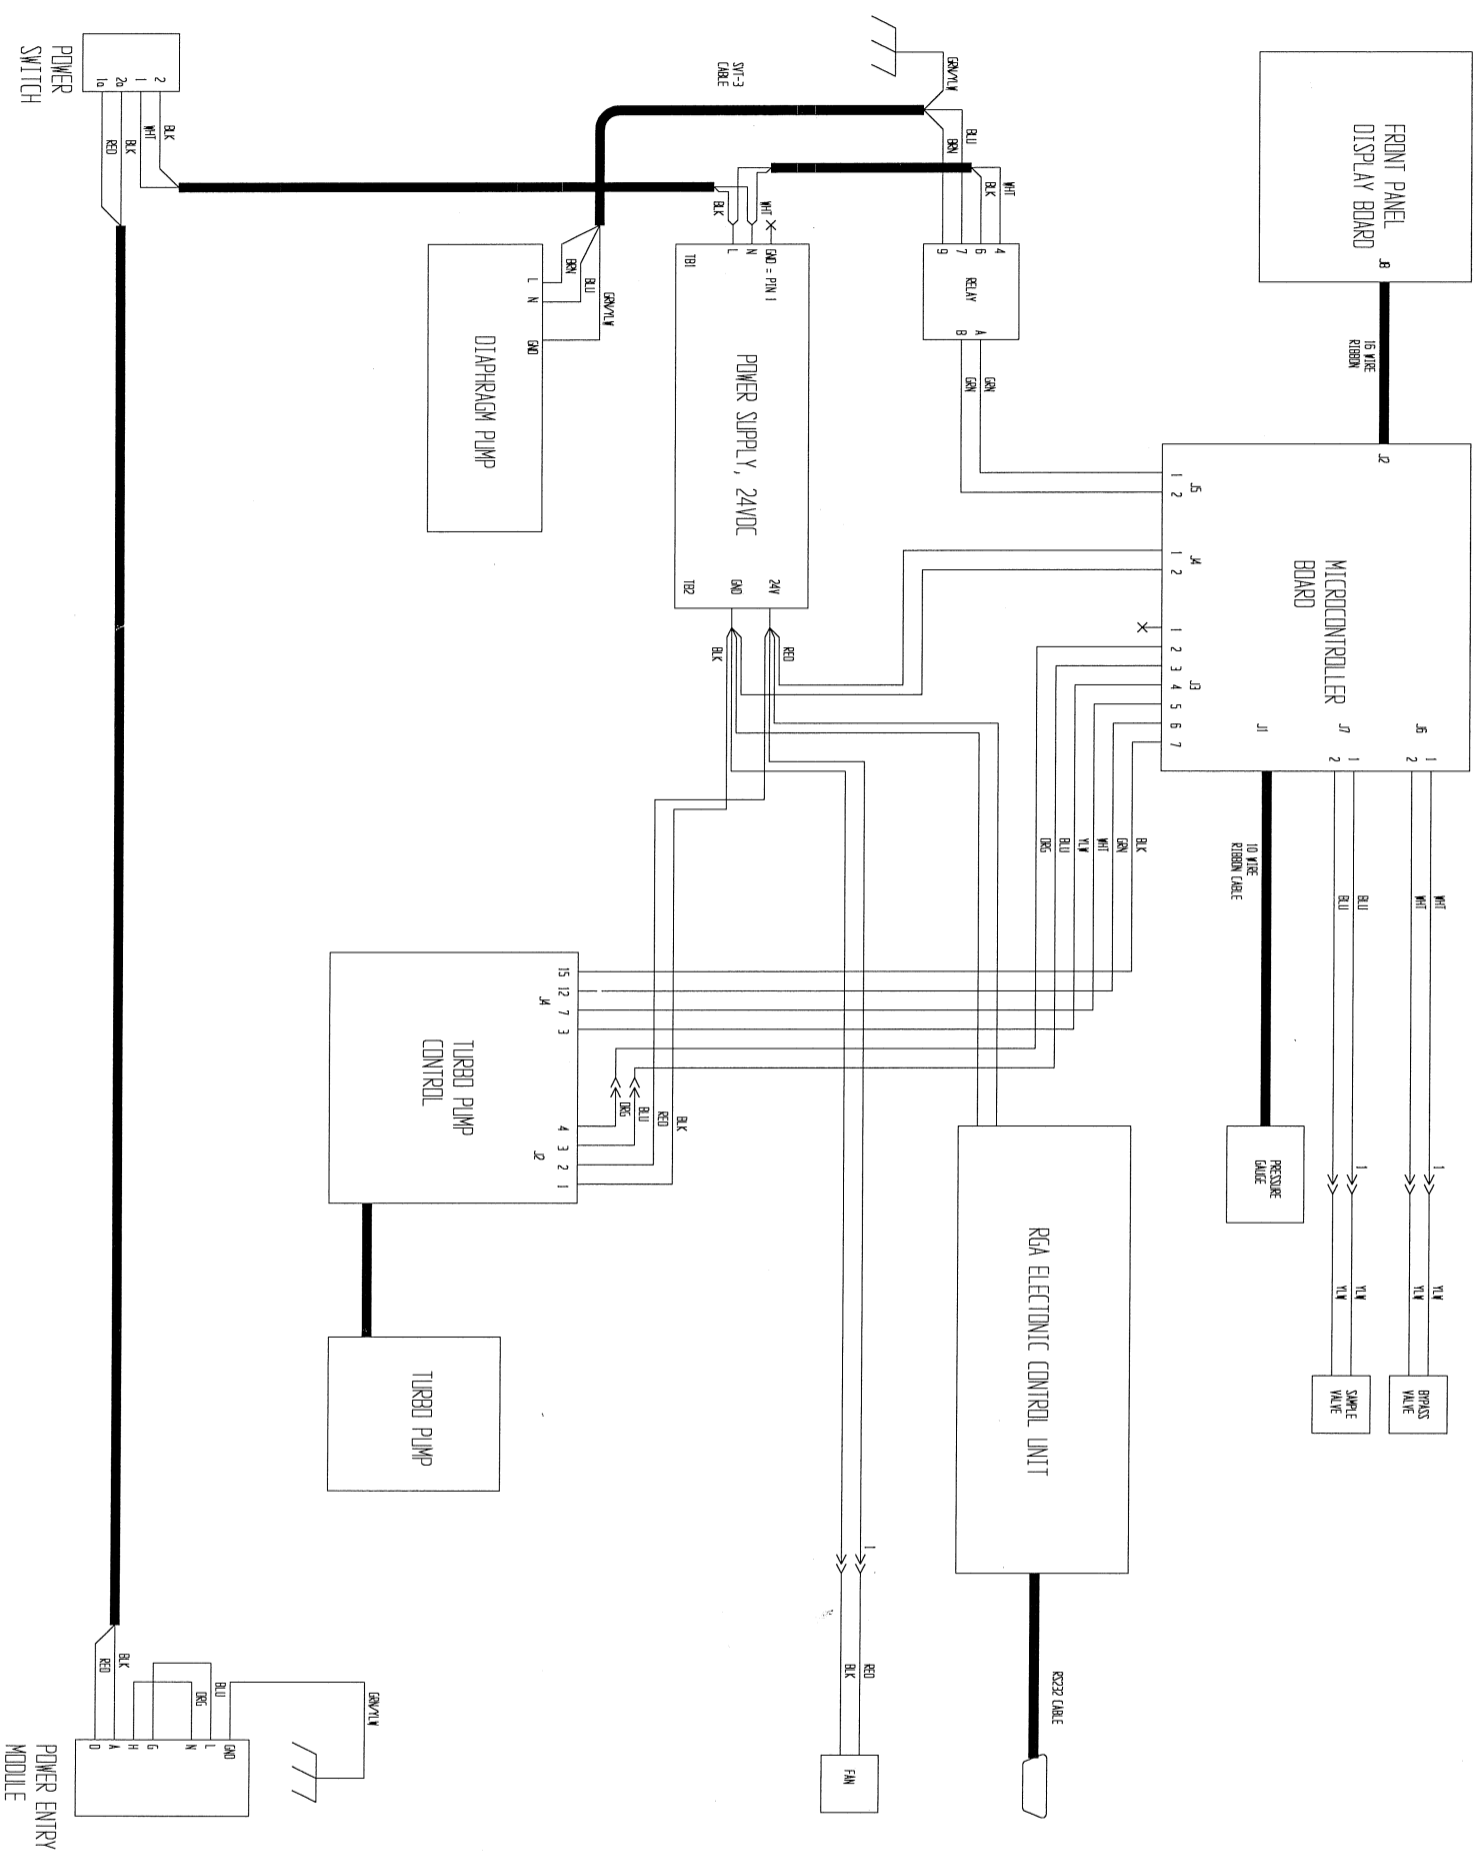 FRONT PANEL
DISPLAY BOARD
J8
16 WIRE
RIBBON
J2
MICROCONTROLLER
BOARD
J5
1
2
J4
1
2
J3
1
2
3
4
5
6
7
J1
J7
1
2
J6
1
2
WHT
WHT
BLU
BLU
10 WIRE
RIBBON CABLE
PRESSURE
GAUGE
1
1
YLW
YLW
YLW
YLW
BYPASS
VALVE
SAMPLE
VALVE
BLK
GRN
WHT
YLW
BLU
ORG
GRN/YLW
BLU
BRN
WHT
BLK
4
6
7
9
RELAY
A
B
GRN
GRN
SVT-3
CABLE
WHT
BLK
GND = PIN 1
N
L
TB1
POWER SUPPLY, 24VDC
24V
GND
TB2
RED
BLK
BRN
BLU
GRN/YLW
L
N
GND
DIAPHRAGM PUMP
POWER
SWITCH
2
1
2a
1a
BLK
WHT
BLK
RED
15
12
7
3
J4
TURBO PUMP
CONTROL
4
3
2
1
J2
ORG
BLU
RED
BLK
TURBO PUMP
RGA ELECTONIC CONTROL UNIT
RS232 CABLE
1
RED
BLK
FAN
BLK
RED
ORG
BLU
GRN/YLW
GND
L
N
G
H
A
D
POWER ENTRY
MODULE